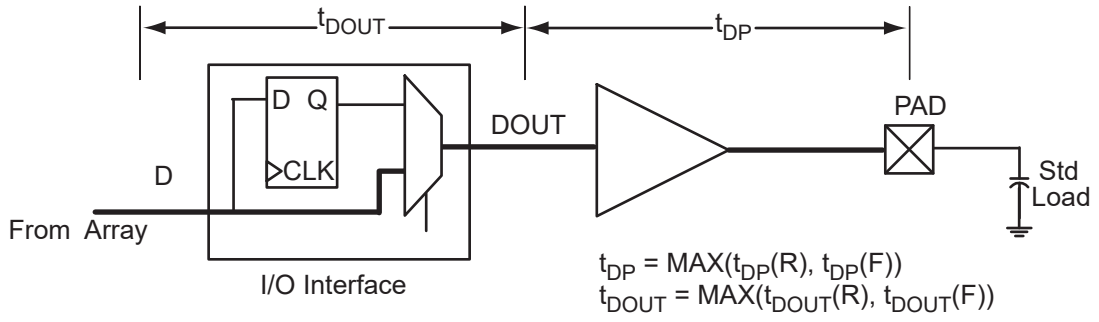 tDOUT
tDP
D Q
CLK
DOUT
PAD
D
Std
Load
From Array
I/O Interface
tDP = MAX(tDP(R), tDP(F))
tDOUT = MAX(tDOUT(R), tDOUT(F))